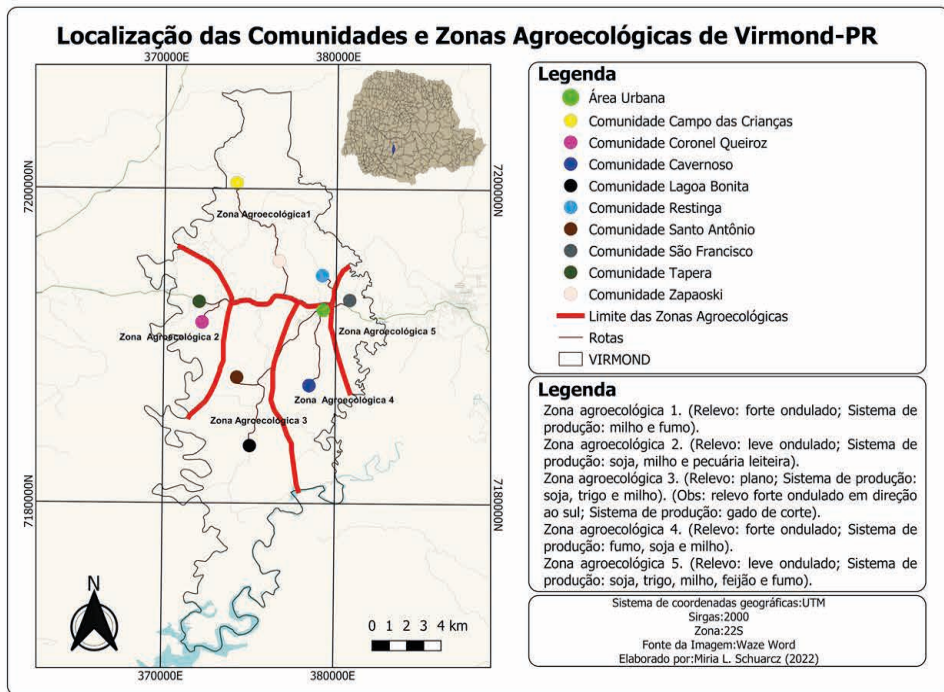 Localização das Comunidades e Zonas Agroecológicas de Virmond-PR
370000E
380000E
7200000N
7200000N
Zona Agroecológica1
Zona Agroecológica 2
Zona Agroecológica 5
Zona Agroecológica 4
Zona Agroecológica 3
7180000N
7180000N
N
0 1 2 3 4 km
370000E
380000E
Legenda
Área Urbana
Comunidade Campo das Crianças
Comunidade Coronel Queiroz
Comunidade Cavernoso
Comunidade Lagoa Bonita
Comunidade Restinga
Comunidade Santo Antônio
Comunidade São Francisco
Comunidade Tapera
Comunidade Zapaoski
Limite das Zonas Agroecológicas
Rotas
VIRMOND
Legenda
Zona agroecológica 1. (Relevo: forte ondulado; Sistema de
produção: milho e fumo).
Zona agroecológica 2. (Relevo: leve ondulado; Sistema de
produção: soja, milho e pecuária leiteira).
Zona agroecológica 3. (Relevo: plano; Sistema de produção:
soja, trigo e milho). (Obs: relevo forte ondulado em direção
ao sul; Sistema de produção: gado de corte).
Zona agroecológica 4. (Relevo: forte ondulado; Sistema de
produção: fumo, soja e milho).
Zona agroecológica 5. (Relevo: leve ondulado; Sistema de
produção: soja, trigo, milho, feijão e fumo).
Sistema de coordenadas geográficas:UTM
Sirgas:2000
Zona:22S
Fonte da Imagem:Waze Word
Elaborado por:Miria L. Schuarcz (2022)